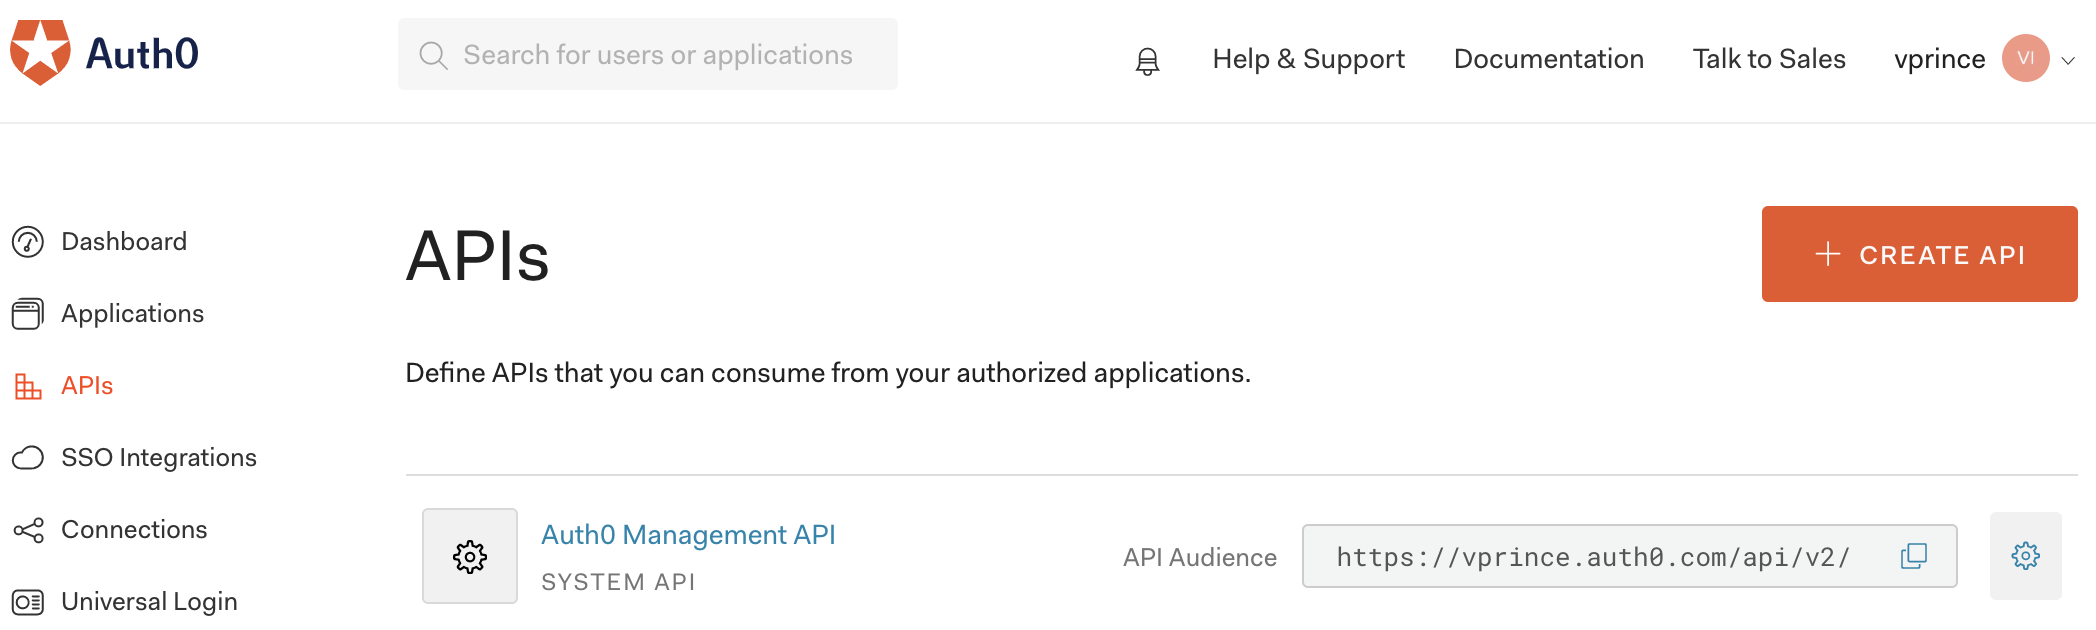 Auth0
Search for users or applications
Help & Support
Documentation
Talk to Sales
vprince
VI
Dashboard
Applications
APIs
SSO Integrations
Connections
Universal Login
APIs
CREATE API
Define APIs that you can consume from your authorized applications.
Auth0 Management API
SYSTEM API
API Audience
https://vprince.auth0.com/api/v2/